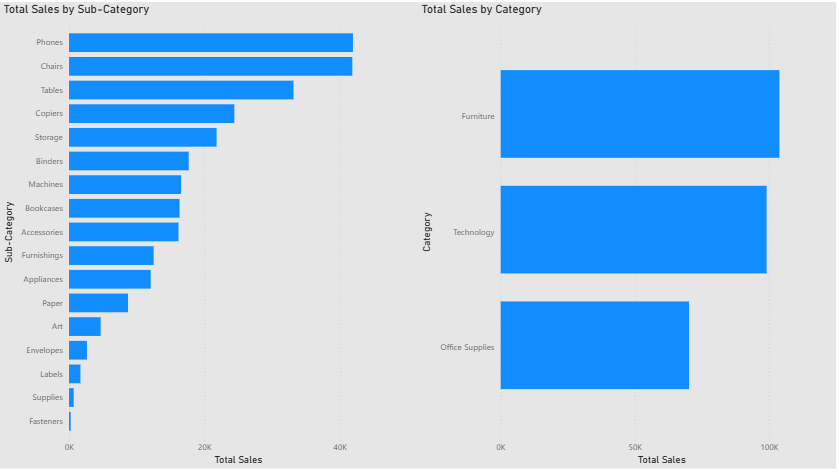 Total Sales by Sub-Category
Sub-Category
Phones
Chairs
Tables
Copiers
Storage
Binders
Machines
Bookcases
Accessories
Furnishings
Appliances
Paper
Art
Envelopes
Labels
Supplies
Fasteners
0K 20K 40K
Total Sales
Total Sales by Category
Category
Furniture
Technology
Office Supplies
0K 50K 100K
Total Sales